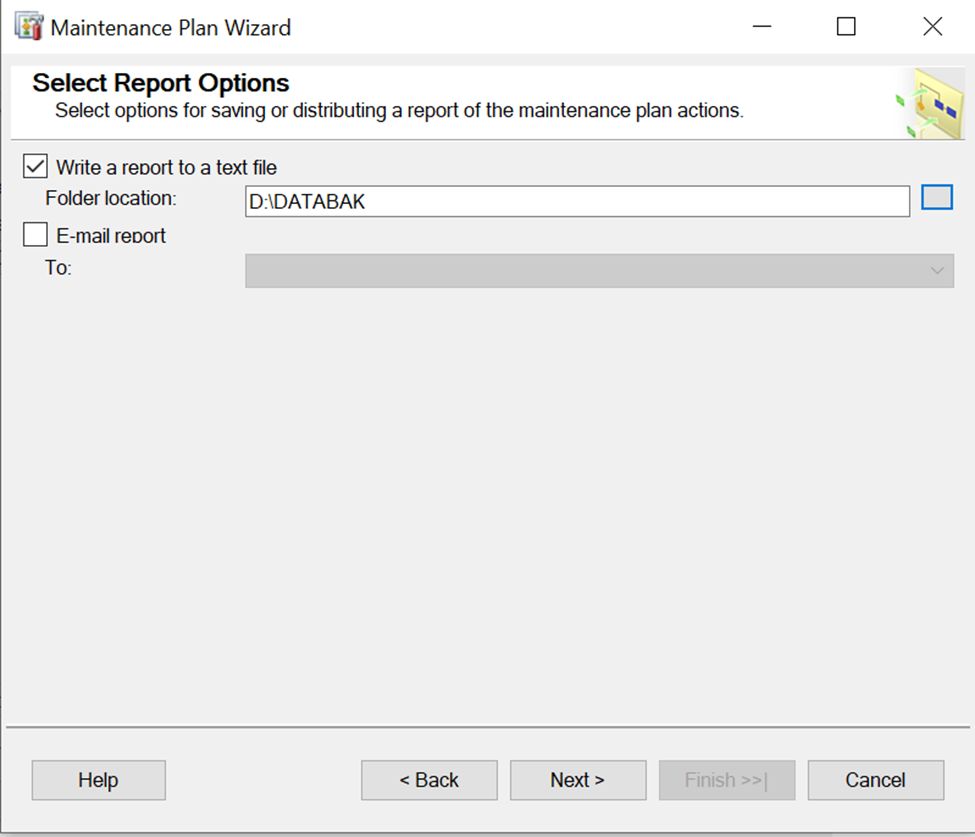 Maintenance Plan Wizard
Select Report Options
Select options for saving or distributing a report of the maintenance plan actions.
Write a report to a text file
Folder location:
D:\DATABAK
E-mail report
To:
Help
< Back
Next >
Finish >>|
Cancel